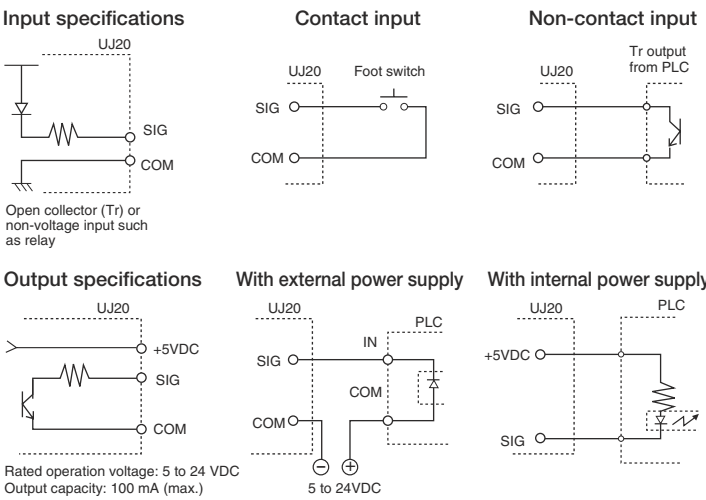 Input specifications
UJ20
SIG
COM
Open collector (Tr) or
non-voltage input such
as relay
Contact input
UJ20
Foot switch
SIG
COM
Non-contact input
UJ20
Tr output
from PLC
SIG
COM
Output specifications
UJ20
+5VDC
SIG
COM
Rated operation voltage: 5 to 24 VDC
Output capacity: 100 mA (max.)
With external power supply
UJ20
PLC
IN
SIG
COM
COM
5 to 24VDC
With internal power supply
UJ20
PLC
+5VDC
SIG